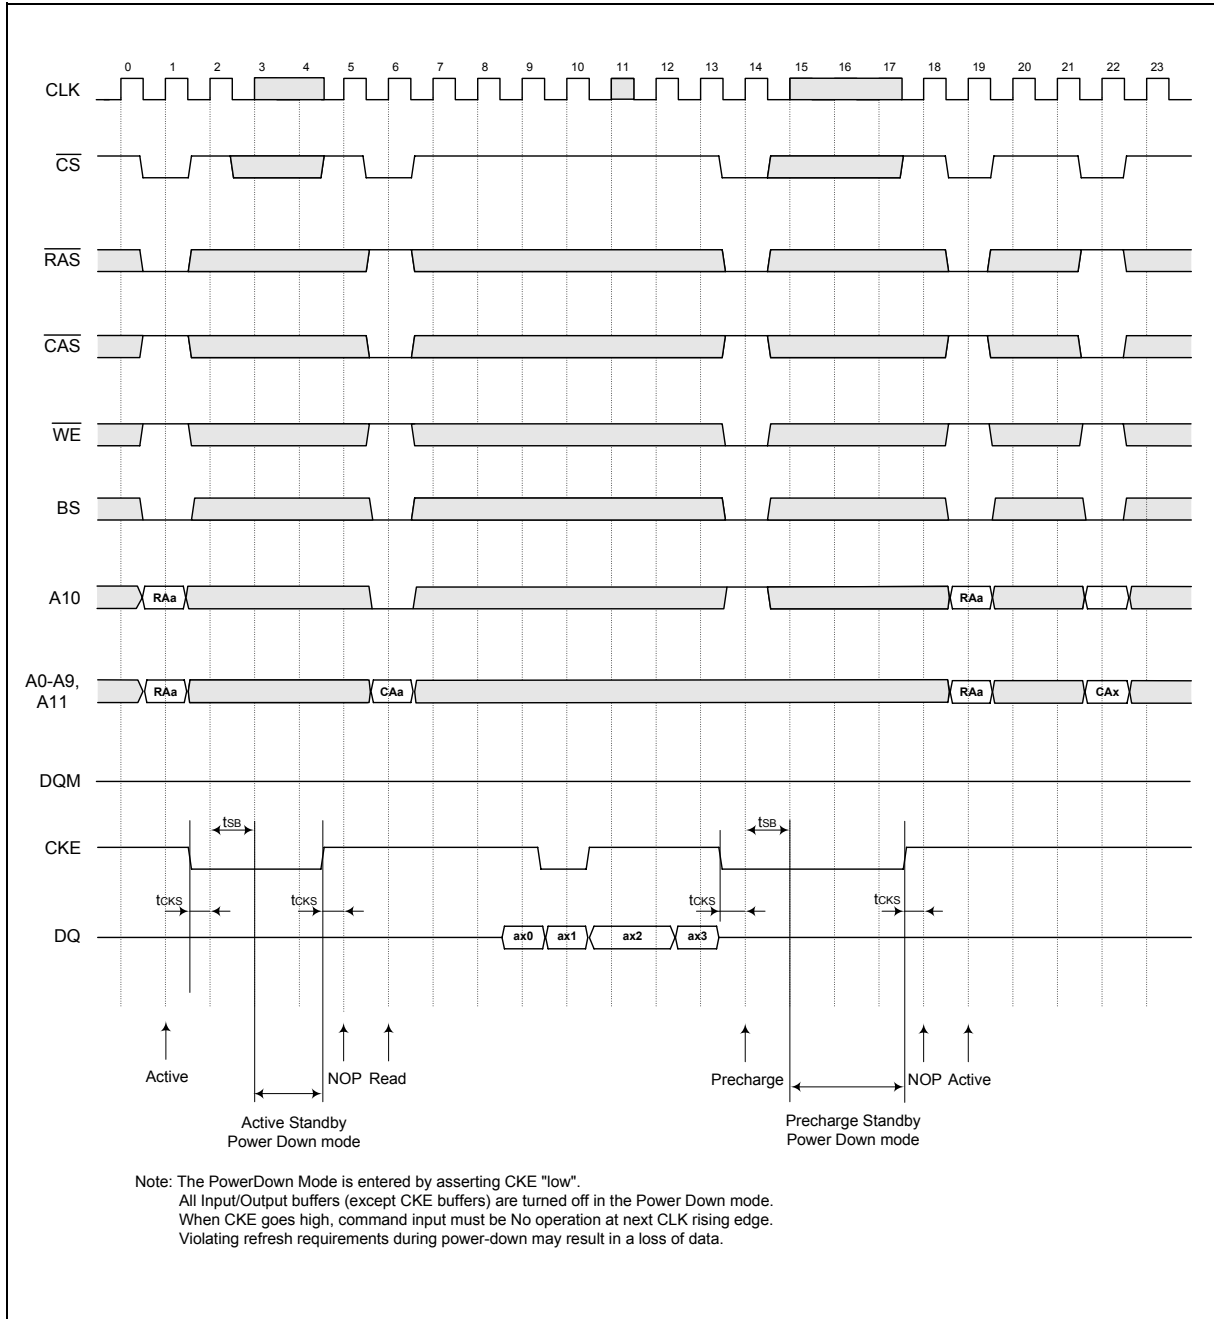 0 1 2 3 4 5 6 7 8 9 10 11 12 13 14 15 16 17 18 19 20 21 22 23
CLK
CS
RAS
CAS
WE
BS
A10 RAa RAa
A0-A9,
A11 RAa CAa RAa CAx
DQM
tSB tSB
CKE
tCKS tCKS tCKS tCKS
DQ ax0 ax1 ax2 ax3
Active NOP Read Precharge NOP Active
Active Standby
Power Down mode
Precharge Standby
Power Down mode
Note: The PowerDown Mode is entered by asserting CKE "low".
All Input/Output buffers (except CKE buffers) are turned off in the Power Down mode.
When CKE goes high, command input must be No operation at next CLK rising edge.
Violating refresh requirements during power-down may result in a loss of data.